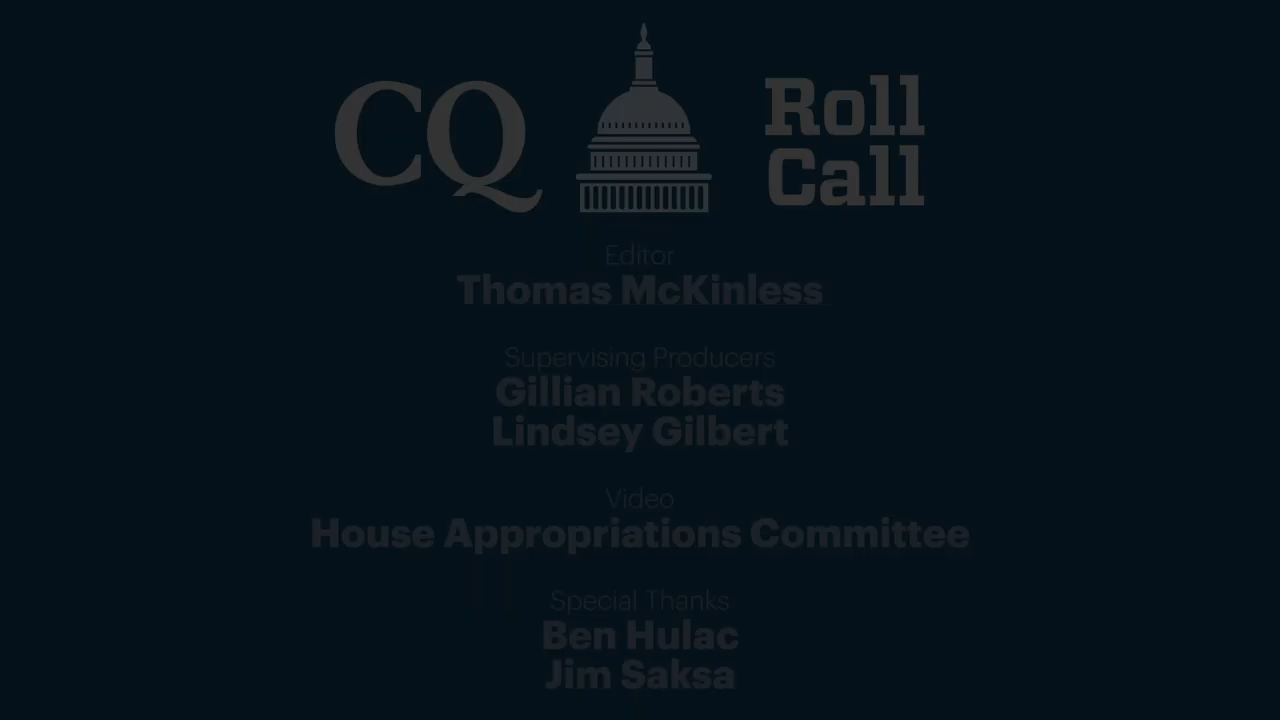 CQ
Roll
Call
Editor
Thomas McKinless
Supervising Producers
Gillian Roberts
Lindsey Gilbert
Video
House Appropriations Committee
Special Thanks
Ben Hulac
Jim Saksa